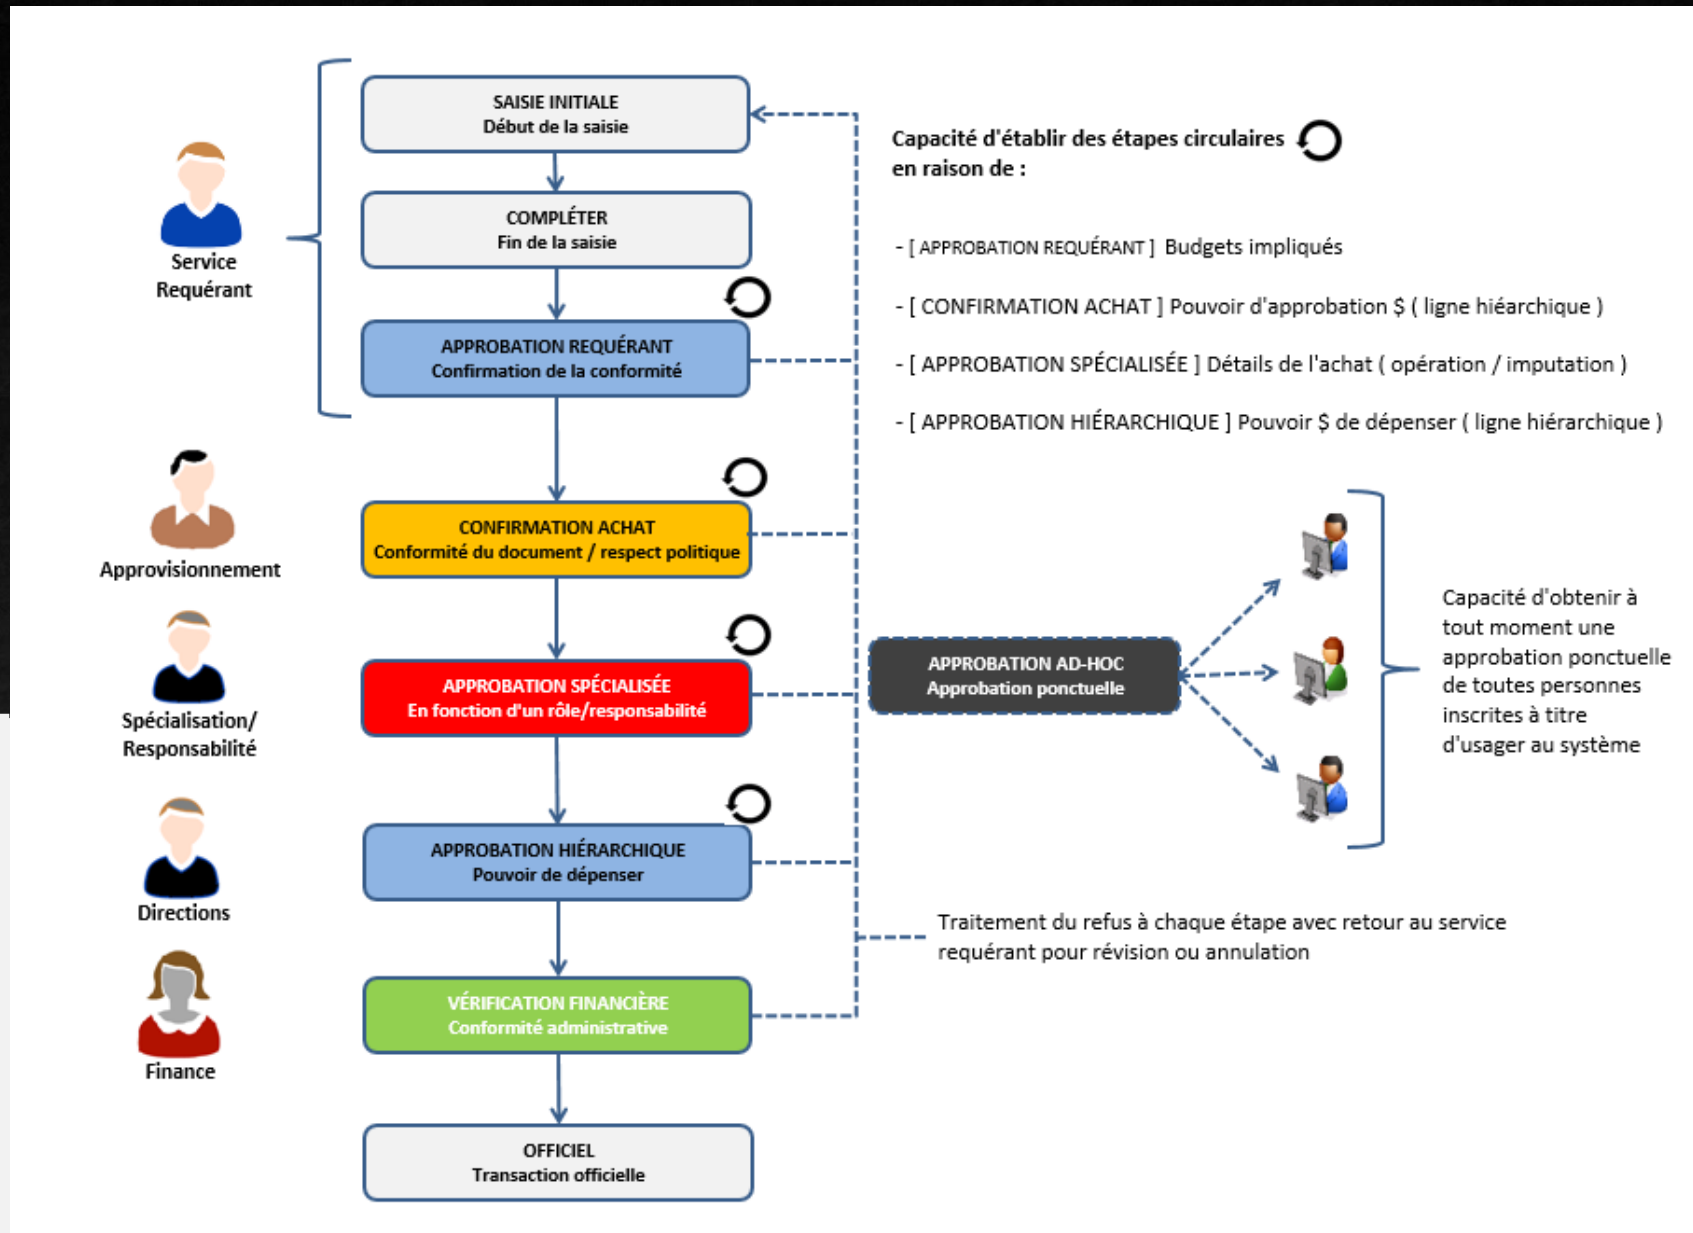 SAISIE INITIALE
Début de la saisie
COMPLÉTER
Fin de la saisie
Service
Requérant
APPROBATION REQUÉRANT
Confirmation de la conformité
Approvisionnement
CONFIRMATION ACHAT
Conformité du document / respect politique
Spécialisation/
Responsabilité
APPROBATION SPÉCIALISÉE
En fonction d'un rôle/responsabilité
Directions
APPROBATION HIÉRARCHIQUE
Pouvoir de dépenser
Finance
VÉRIFICATION FINANCIÈRE
Conformité administrative
OFFICIEL
Transaction officielle
Capacité d'établir des étapes circulaires
en raison de :
- [ APPROBATION REQUÉRANT ] Budgets impliqués
- [ CONFIRMATION ACHAT ] Pouvoir d'approbation $ ( ligne hiéarchique )
- [ APPROBATION SPÉCIALISÉE ] Détails de l'achat ( opération / imputation )
- [ APPROBATION HIÉRARCHIQUE ] Pouvoir $ de dépenser ( ligne hiérarchique )
APPROBATION AD-HOC
Approbation ponctuelle
Capacité d'obtenir à
tout moment une
approbation ponctuelle
de toutes personnes
inscrites à titre
d'usager au système
Traitement du refus à chaque étape avec retour au service
requérant pour révision ou annulation